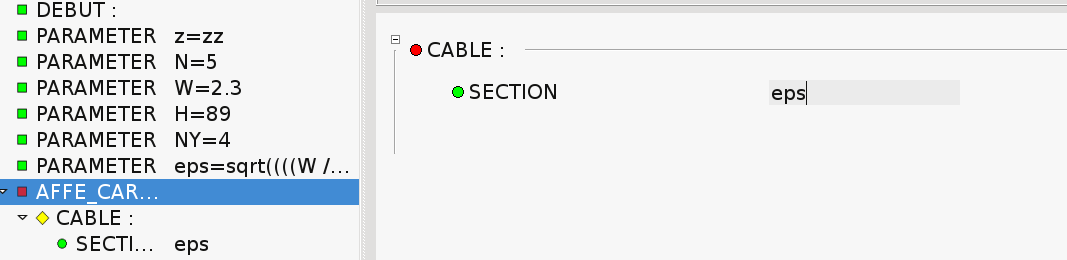 DEBUT :
PARAMETER z=zz
PARAMETER N=5
PARAMETER W=2.3
PARAMETER H=89
PARAMETER NY=4
PARAMETER eps=sqrt((((W /...
AFFE_CAR...
CABLE :
SECTI... eps
CABLE :
SECTION eps